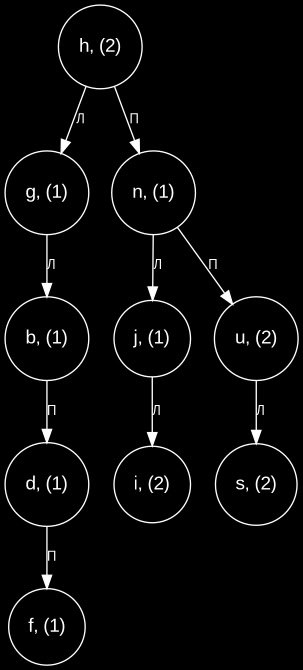 h, (2)
Л П
g, (1) n, (1)
Л Л П
b, (1) j, (1) u, (2)
П Л Л
d, (1) i, (2) s, (2)
П
f, (1)